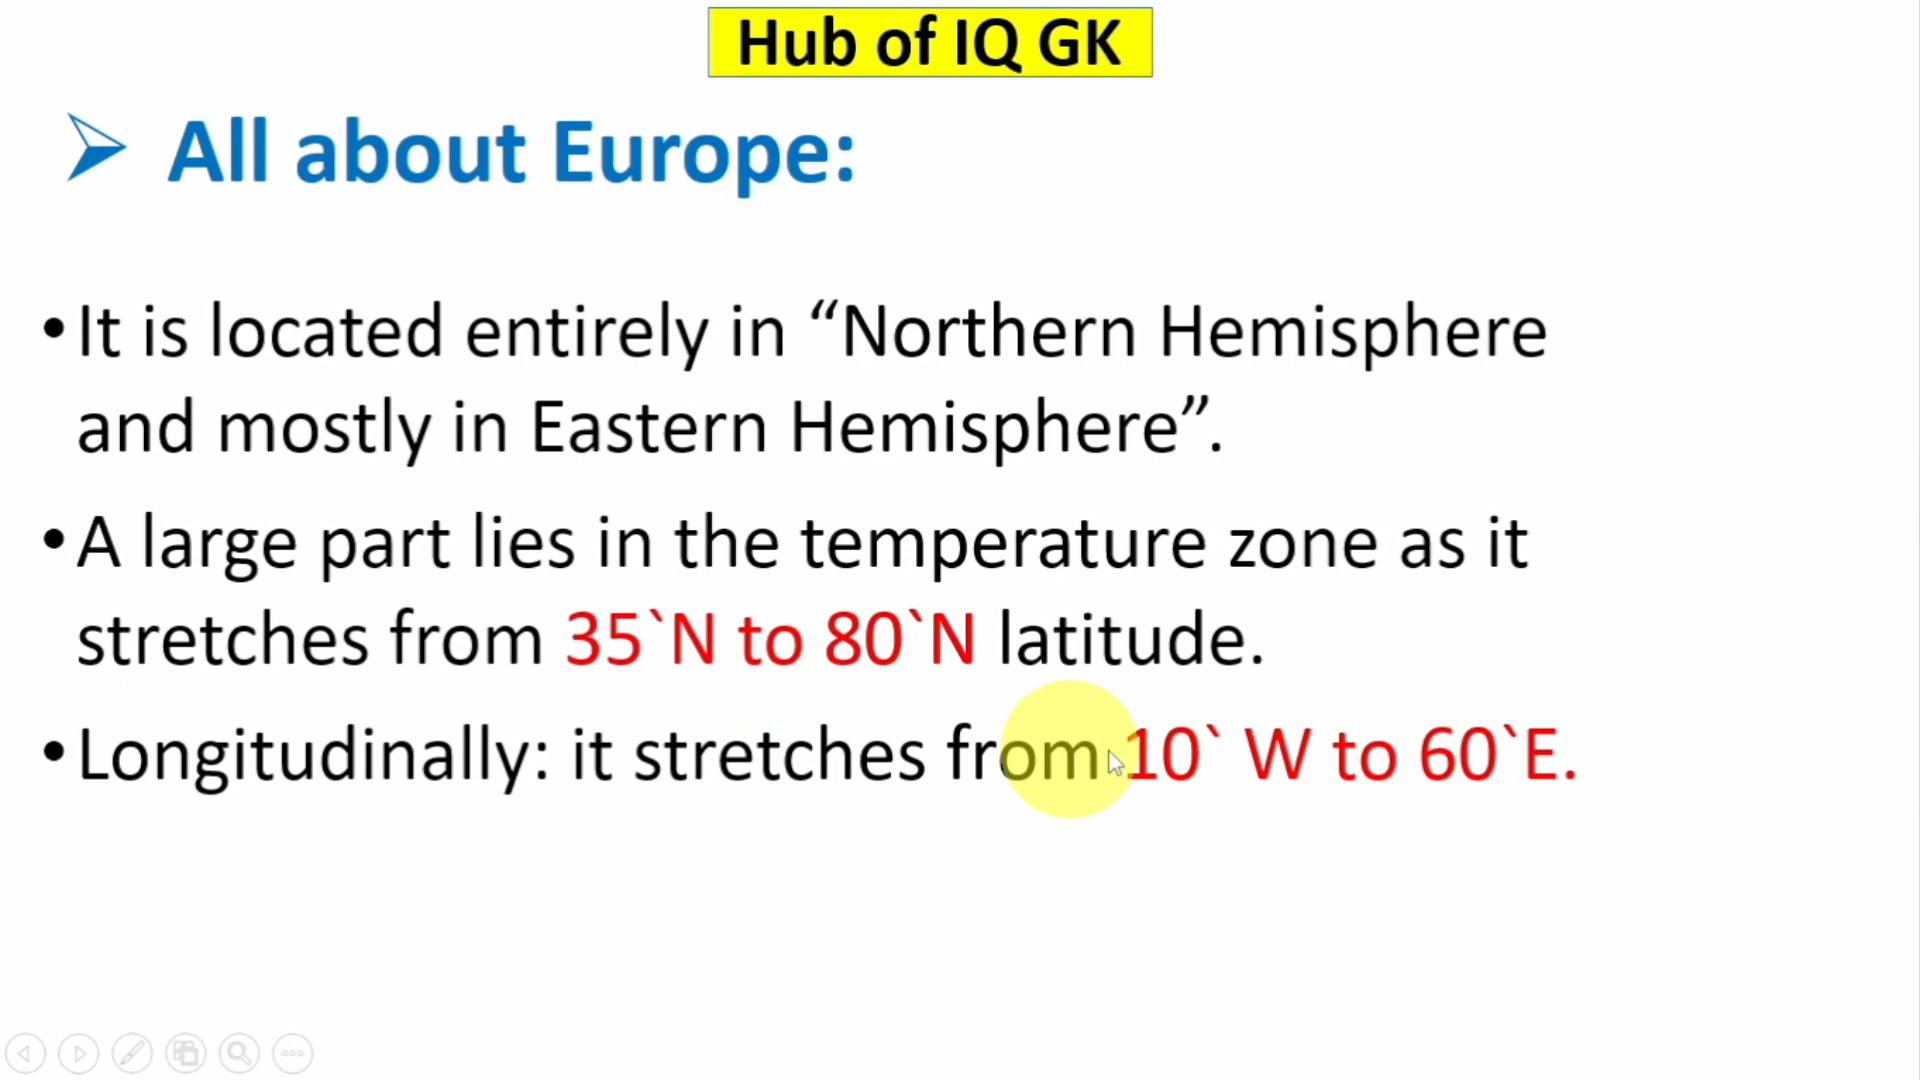 Hub of IQ GK
➢ All about Europe:
•It is located entirely in “Northern Hemisphere
and mostly in Eastern Hemisphere”.
•A large part lies in the temperature zone as it
stretches from 35`N to 80`N latitude.
•Longitudinally: it stretches from 10` W to 60`E.